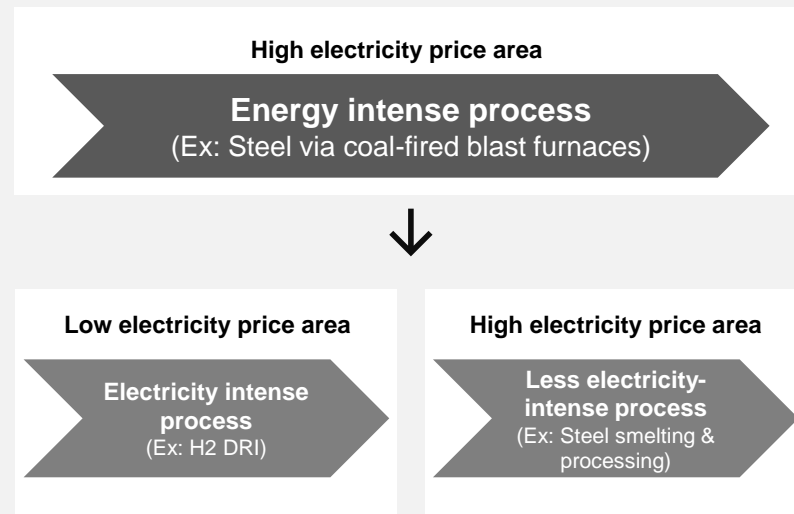 High electricity price area
Energy intense process
(Ex: Steel via coal-fired blast furnaces)
Low electricity price area
Electricity intense
process
(Ex: H2 DRI)
High electricity price area
Less electricity-
intense process
(Ex: Steel smelting &
processing)